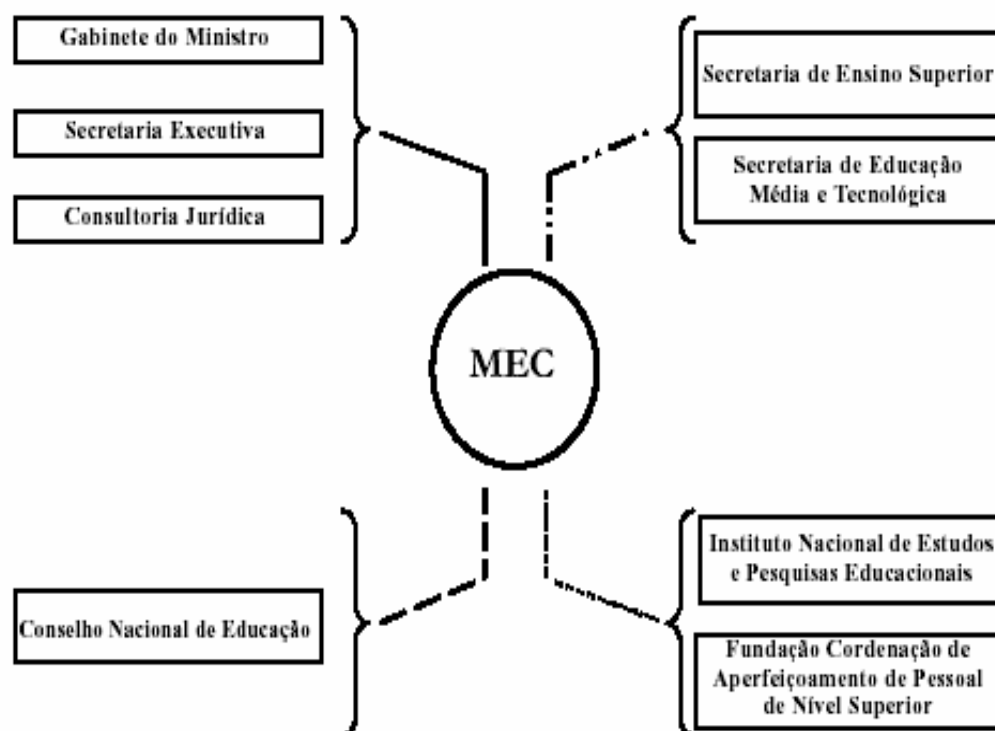 Gabinete do Ministro
Secretaria Executiva
Consultoria Jurídica
Secretaria de Ensino Superior
Secretaria de Educação
Média e Tecnológica
MEC
Conselho Nacional de Educação
Instituto Nacional de Estudos
e Pesquisas Educacionais
Fundação Cordenação de
Aperfeiçoamento de Pessoal
de Nível Superior